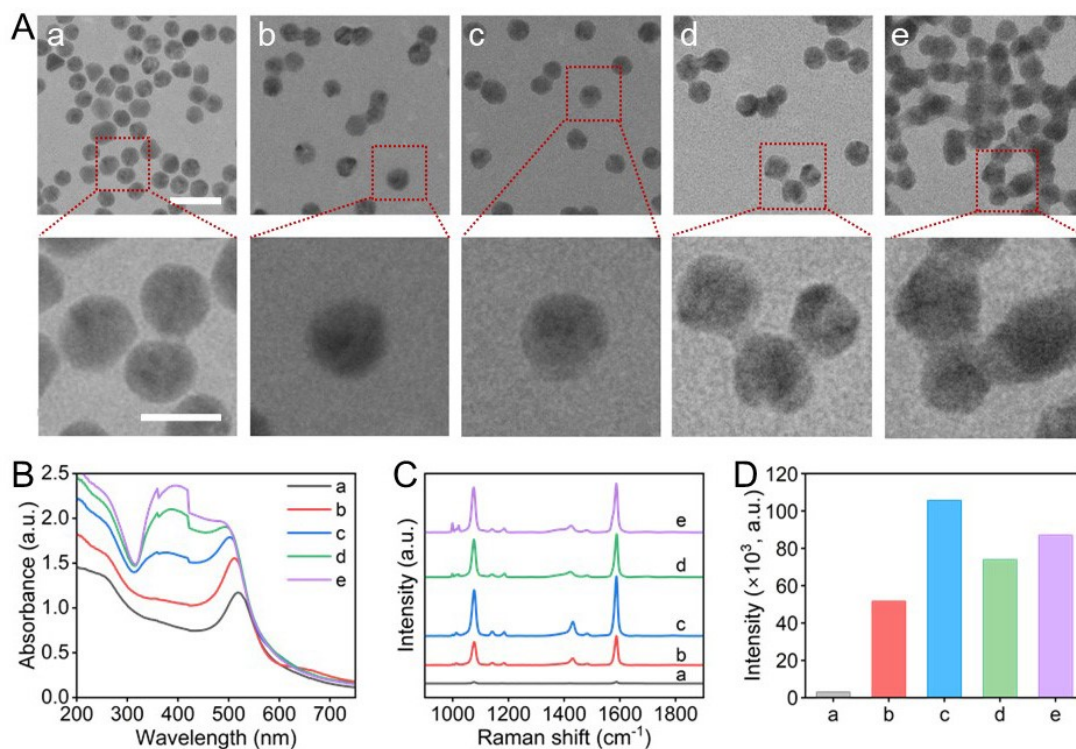 A
a b c d e
B
2.5
2.0
1.5
1.0
0.5
0.0
Absorbance (a.u.)
200 300 400 500 600 700
Wavelength (nm)
a
b
c
d
e
C
Intensity (a.u.)
e
d
c
b
a
1000 1200 1400 1600 1800
Raman shift (cm⁻¹)
D
Intensity (×10³, a.u.)
120
100
80
60
40
20
0
a b c d e